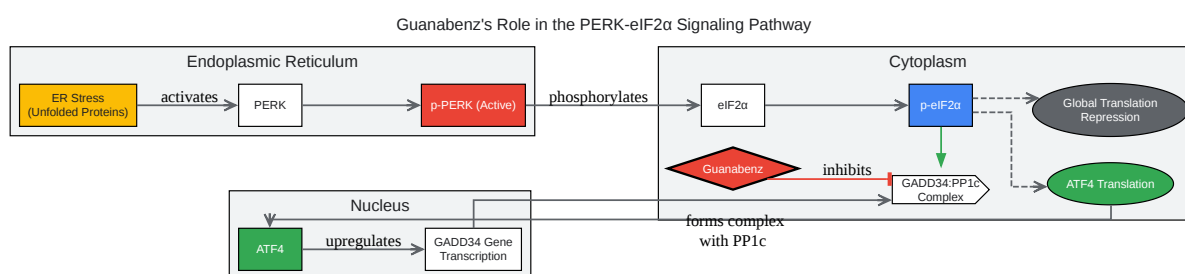 Guanabenz's Role in the PERK-eIF2α Signaling Pathway
Endoplasmic Reticulum
Cytoplasm
ER Stress
(Unfolded Proteins)
activates
PERK
p-PERK (Active)
phosphorylates
eIF2α
p-eIF2α
Global Translation
Repression
Guanabenz
inhibits
GADD34:PP1c
Complex
ATF4 Translation
Nucleus
forms complex
with PP1c
ATF4
upregulates
GADD34 Gene
Transcription